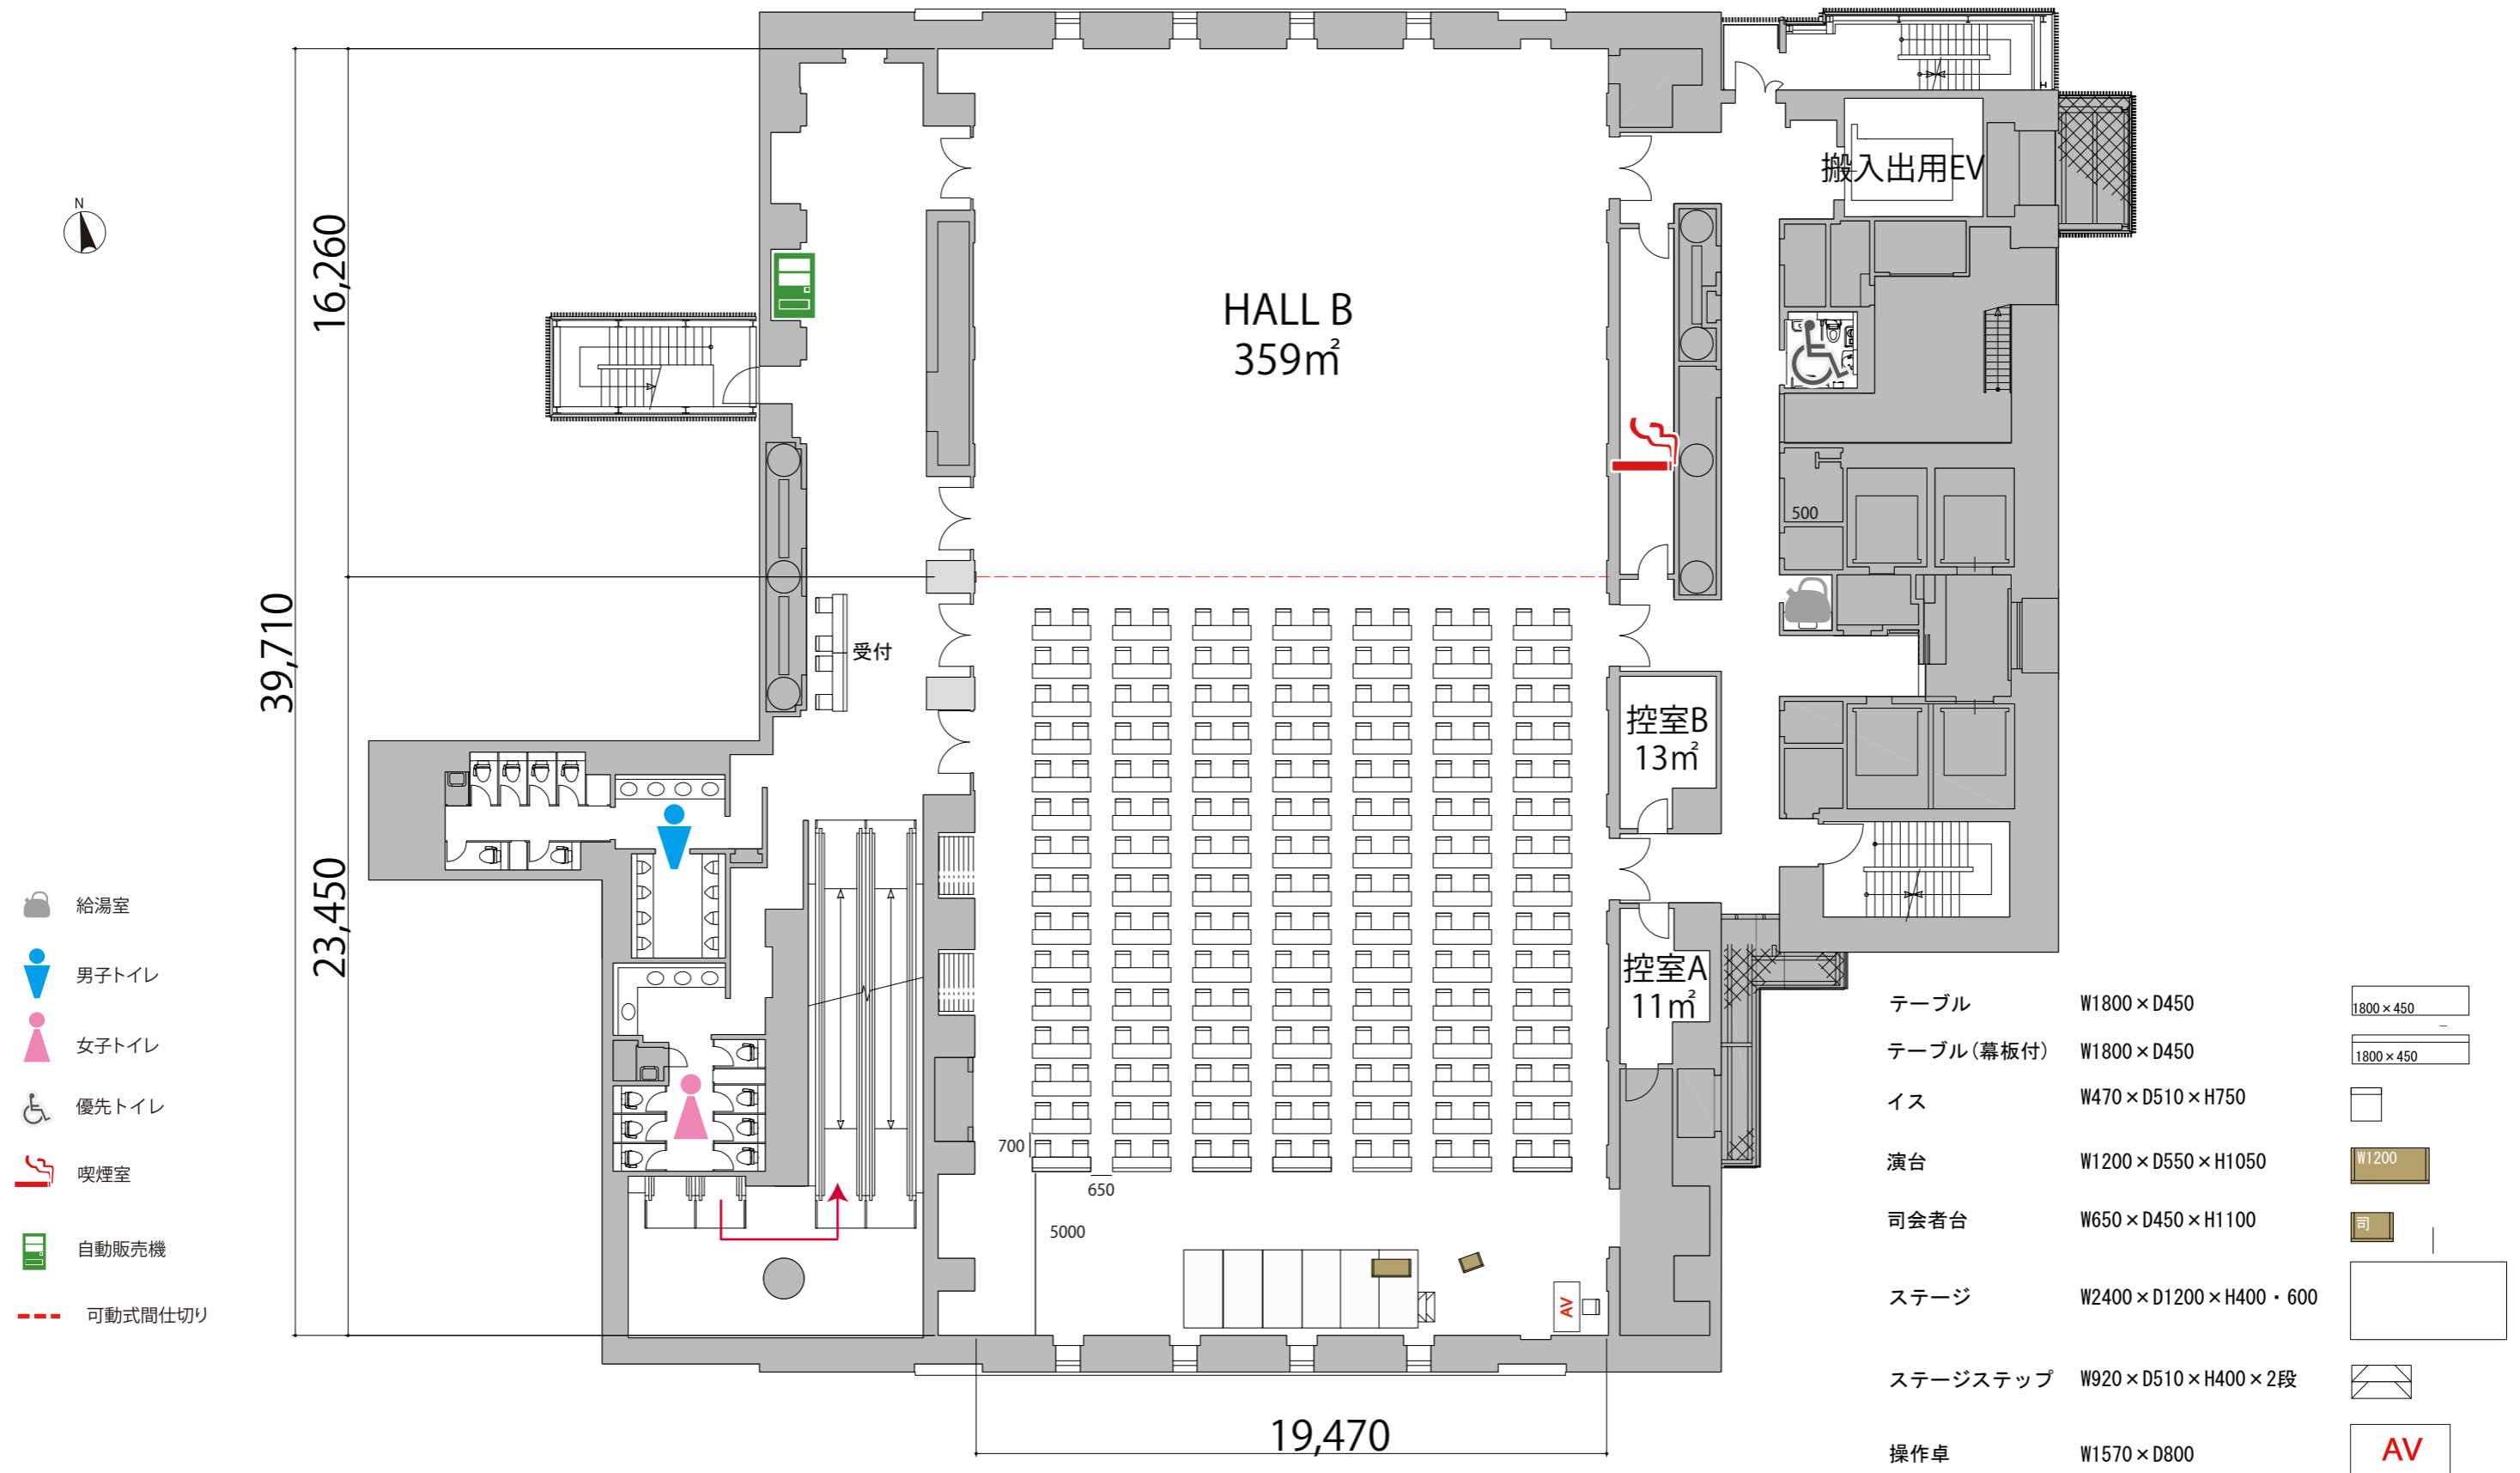 N
16,260
39,710
23,450
HALL B
359㎡
搬入出用EV
500
受付
控室B
13㎡
控室A
11㎡
700
650
5000
AV
19,470
給湯室
男子トイレ
女子トイレ
優先トイレ
喫煙室
自動販売機
可動式間仕切り
テーブル W1800×D450 1800×450
テーブル(幕板付) W1800×D450 1800×450
イス W470×D510×H750
演台 W1200×D550×H1050 W1200
司会者台 W650×D450×H1100 司
ステージ W2400×D1200×H400・600
ステージステップ W920×D510×H400×2段
操作卓 W1570×D800 AV